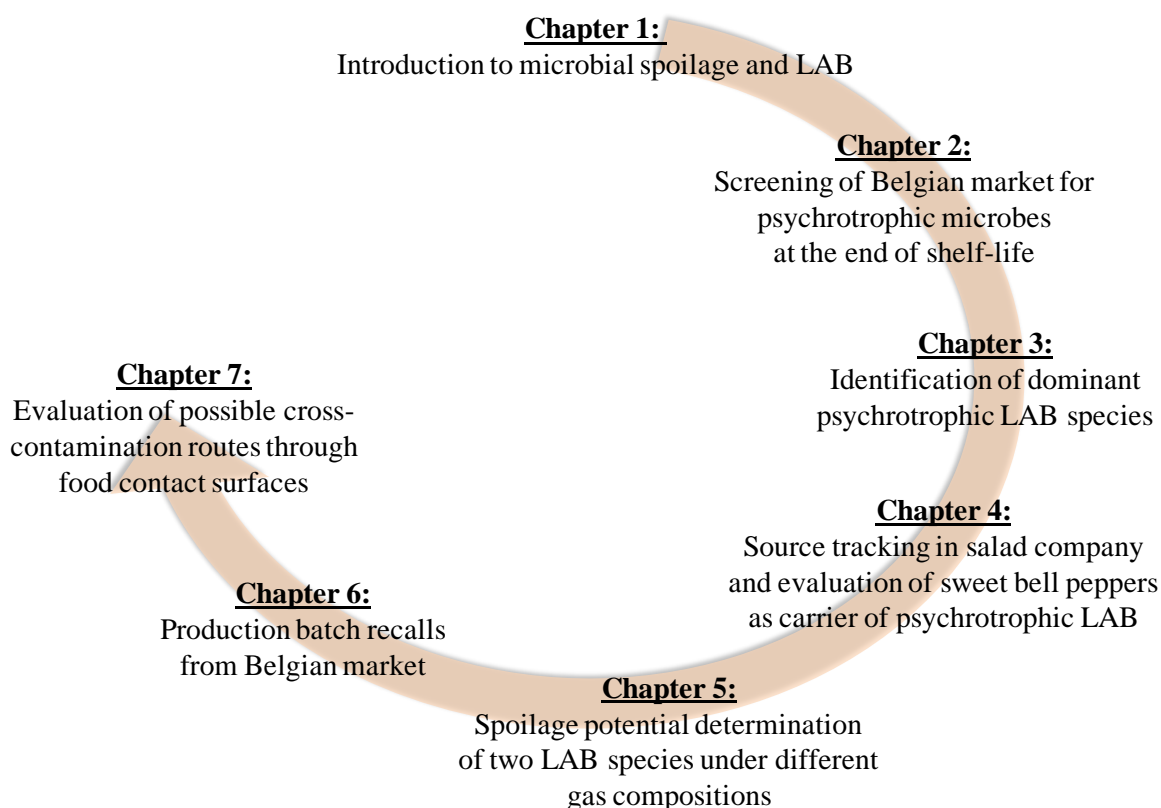 Chapter 1:
Introduction to microbial spoilage and LAB
Chapter 2:
Screening of Belgian market for
psychrotrophic microbes
at the end of shelf-life
Chapter 3:
Identification of dominant
psychrotrophic LAB species
Chapter 4:
Source tracking in salad company
and evaluation of sweet bell peppers
as carrier of psychrotrophic LAB
Chapter 5:
Spoilage potential determination
of two LAB species under different
gas compositions
Chapter 6:
Production batch recalls
from Belgian market
Chapter 7:
Evaluation of possible cross-
contamination routes through
food contact surfaces